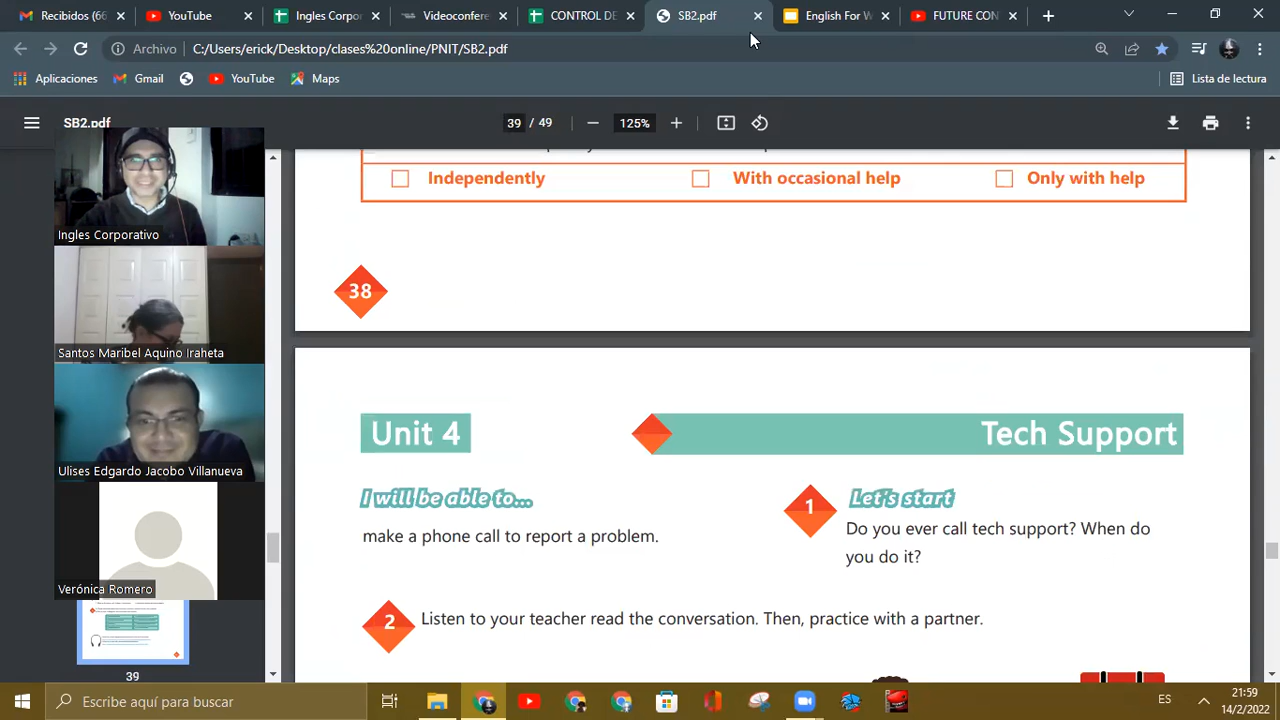 Recibidos 66
YouTube
Ingles Corpor
Videoconfere
CONTROL DE
SB2.pdf
English For W
FUTURE CON
Archivo
C:/Users/erick/Desktop/clases%20online/PNIT/SB2.pdf
Aplicaciones
Gmail
YouTube
Maps
Lista de lectura
SB2.pdf
39 / 49
125%
Independently
With occasional help
Only with help
38
Ingles Corporativo
Santos Maribel Aquino Iraheta
Ulises Edgardo Jacobo Villanueva
Verónica Romero
39
Unit 4
Tech Support
I will be able to...
make a phone call to report a problem.
1
Let's start
Do you ever call tech support? When do
you do it?
2
Listen to your teacher read the conversation. Then, practice with a partner.
Escribe aquí para buscar
ES
21:59
14/2/2022